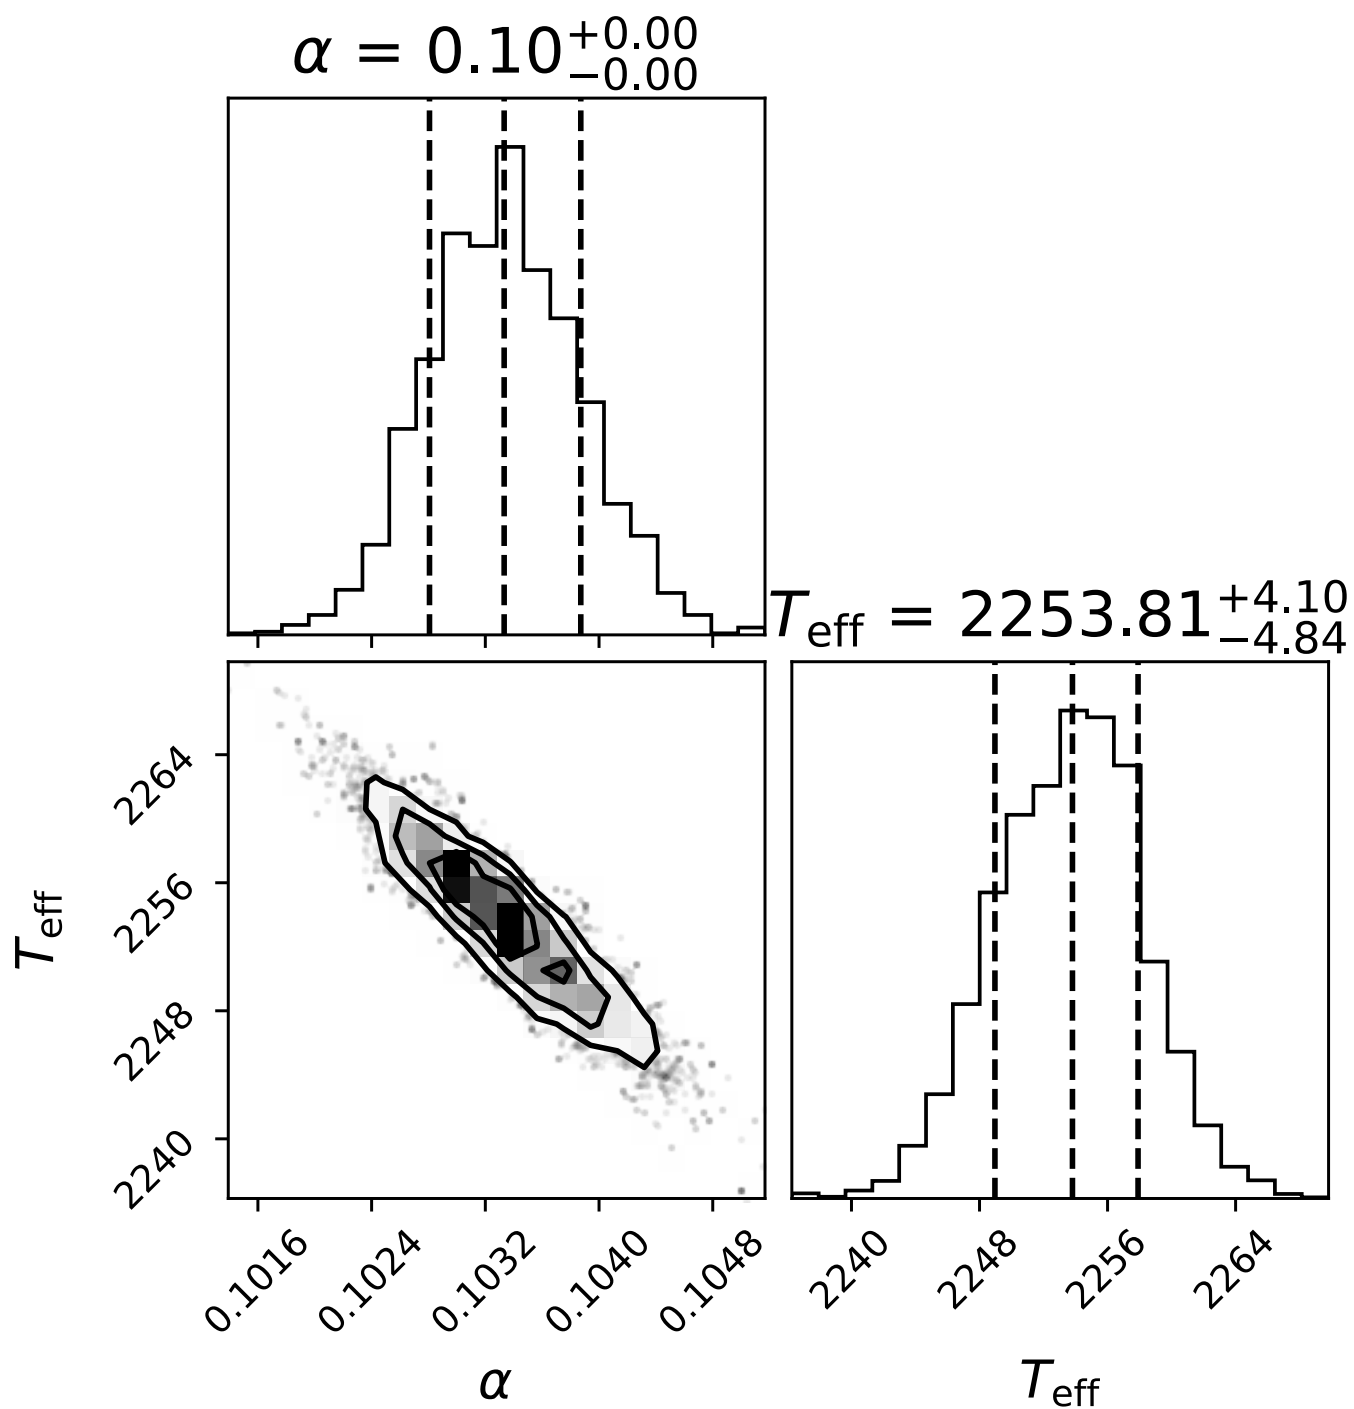 α = 0.10+0.00 −0.00
Teff = 2253.81+4.10 −4.84
2264
2256
2248
2240
Teff
0.1016 0.1024 0.1032 0.1040 0.1048
2240 2248 2256 2264
α
Teff